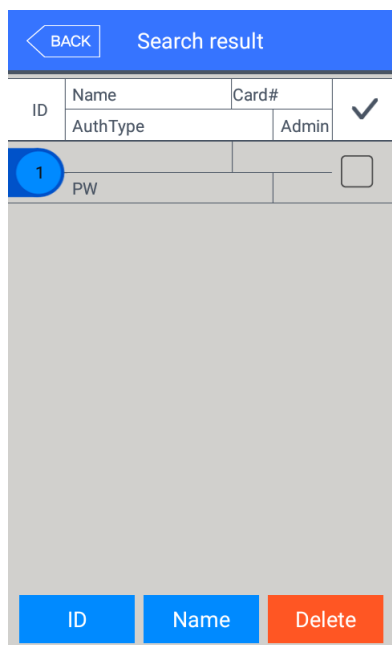 BACK Search result
ID Name Card#
AuthType Admin
1
PW
ID Name Delete